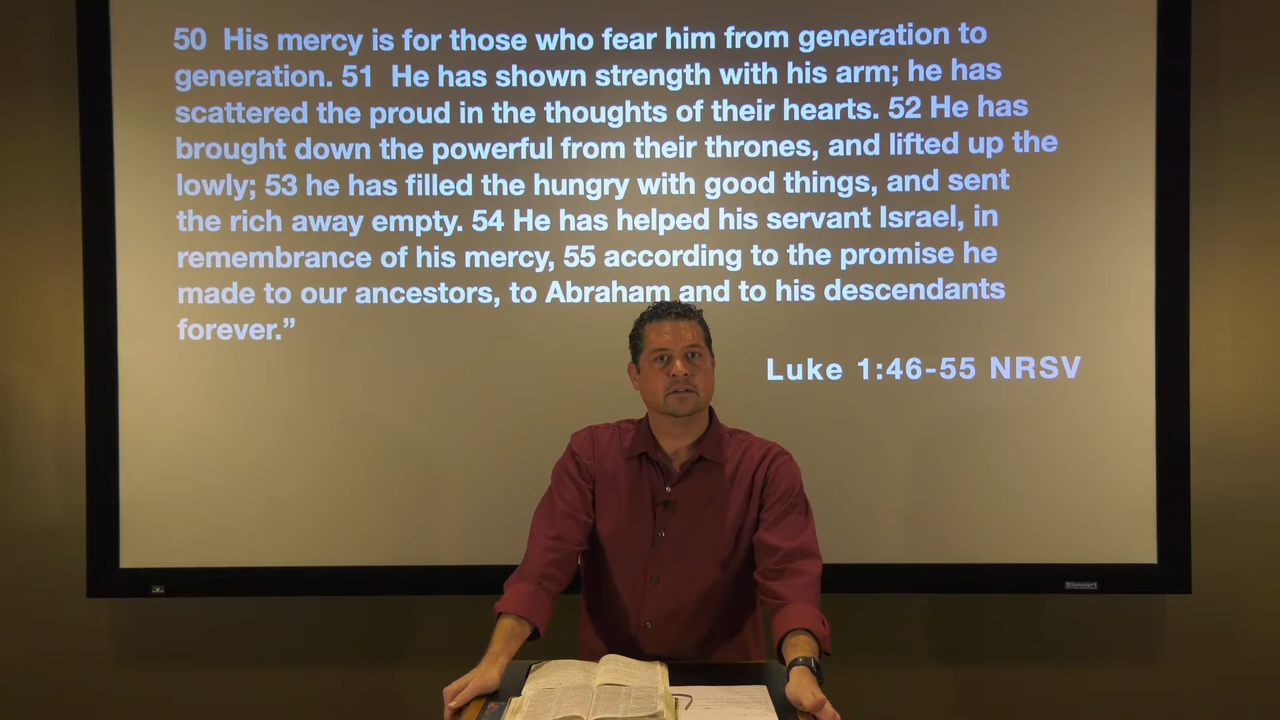 50 His mercy is for those who fear him from generation to
generation. 51 He has shown strength with his arm; he has
scattered the proud in the thoughts of their hearts. 52 He has
brought down the powerful from their thrones, and lifted up the
lowly; 53 he has filled the hungry with good things, and sent
the rich away empty. 54 He has helped his servant Israel, in
remembrance of his mercy, 55 according to the promise he
made to our ancestors, to Abraham and to his descendants
forever.”
Luke 1:46-55 NRSV
Stewart